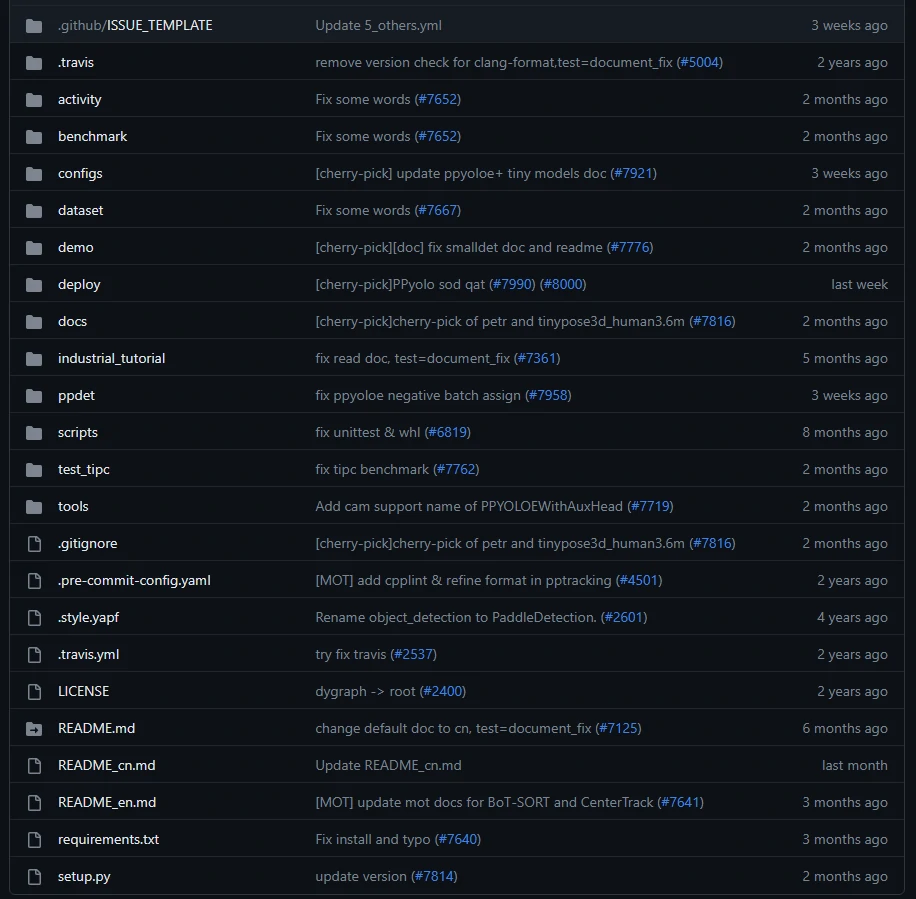 .github/ISSUE_TEMPLATE Update 5_others.yml 3 weeks ago
.travis remove version check for clang-format,test=document_fix (#5004) 2 years ago
activity Fix some words (#7652) 2 months ago
benchmark Fix some words (#7652) 2 months ago
configs [cherry-pick] update ppyoloe+ tiny models doc (#7921) 3 weeks ago
dataset Fix some words (#7667) 2 months ago
demo [cherry-pick][doc] fix smalldet doc and readme (#7776) 2 months ago
deploy [cherry-pick]PPyolo sod qat (#7990) (#8000) last week
docs [cherry-pick]cherry-pick of petr and tinypose3d_human3.6m (#7816) 2 months ago
industrial_tutorial fix read doc, test=document_fix (#7361) 5 months ago
ppdet fix ppyoloe negative batch assign (#7958) 3 weeks ago
scripts fix unittest & whl (#6819) 8 months ago
test_tipc fix tipc benchmark (#7762) 2 months ago
tools Add cam support name of PPYOLOEWithAuxHead (#7719) 2 months ago
.gitignore [cherry-pick]cherry-pick of petr and tinypose3d_human3.6m (#7816) 2 months ago
.pre-commit-config.yaml [MOT] add cpplint & refine format in pptracking (#4501) 2 years ago
.style.yapf Rename object_detection to PaddleDetection. (#2601) 4 years ago
.travis.yml try fix travis (#2537) 2 years ago
LICENSE dygraph -> root (#2400) 2 years ago
README.md change default doc to cn, test=document_fix (#7125) 6 months ago
README_cn.md Update README_cn.md last month
README_en.md [MOT] update mot docs for BoT-SORT and CenterTrack (#7641) 3 months ago
requirements.txt Fix install and typo (#7640) 3 months ago
setup.py update version (#7814) 2 months ago